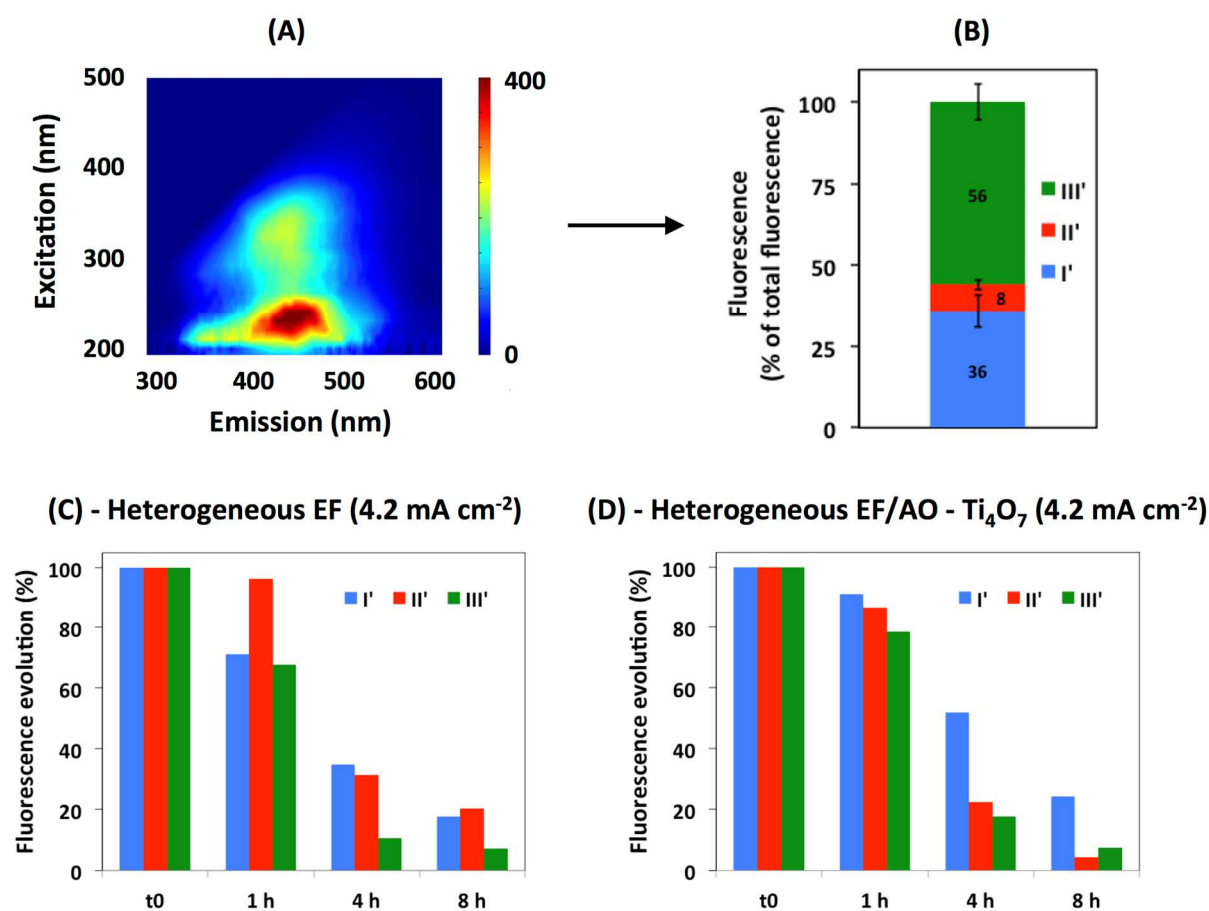 (A)
500
400
300
200
Excitation (nm)
300 400 500 600
Emission (nm)
400
0
(B)
100
75
50
25
0
Fluorescence
(% of total fluorescence)
56
8
36
III'
II'
I'
(C) - Heterogeneous EF (4.2 mA cm⁻²)
100
80
60
40
20
0
Fluorescence evolution (%)
I' II' III'
t0 1 h 4 h 8 h
(D) - Heterogeneous EF/AO - Ti₄O₇ (4.2 mA cm⁻²)
100
80
60
40
20
0
Fluorescence evolution (%)
I' II' III'
t0 1 h 4 h 8 h